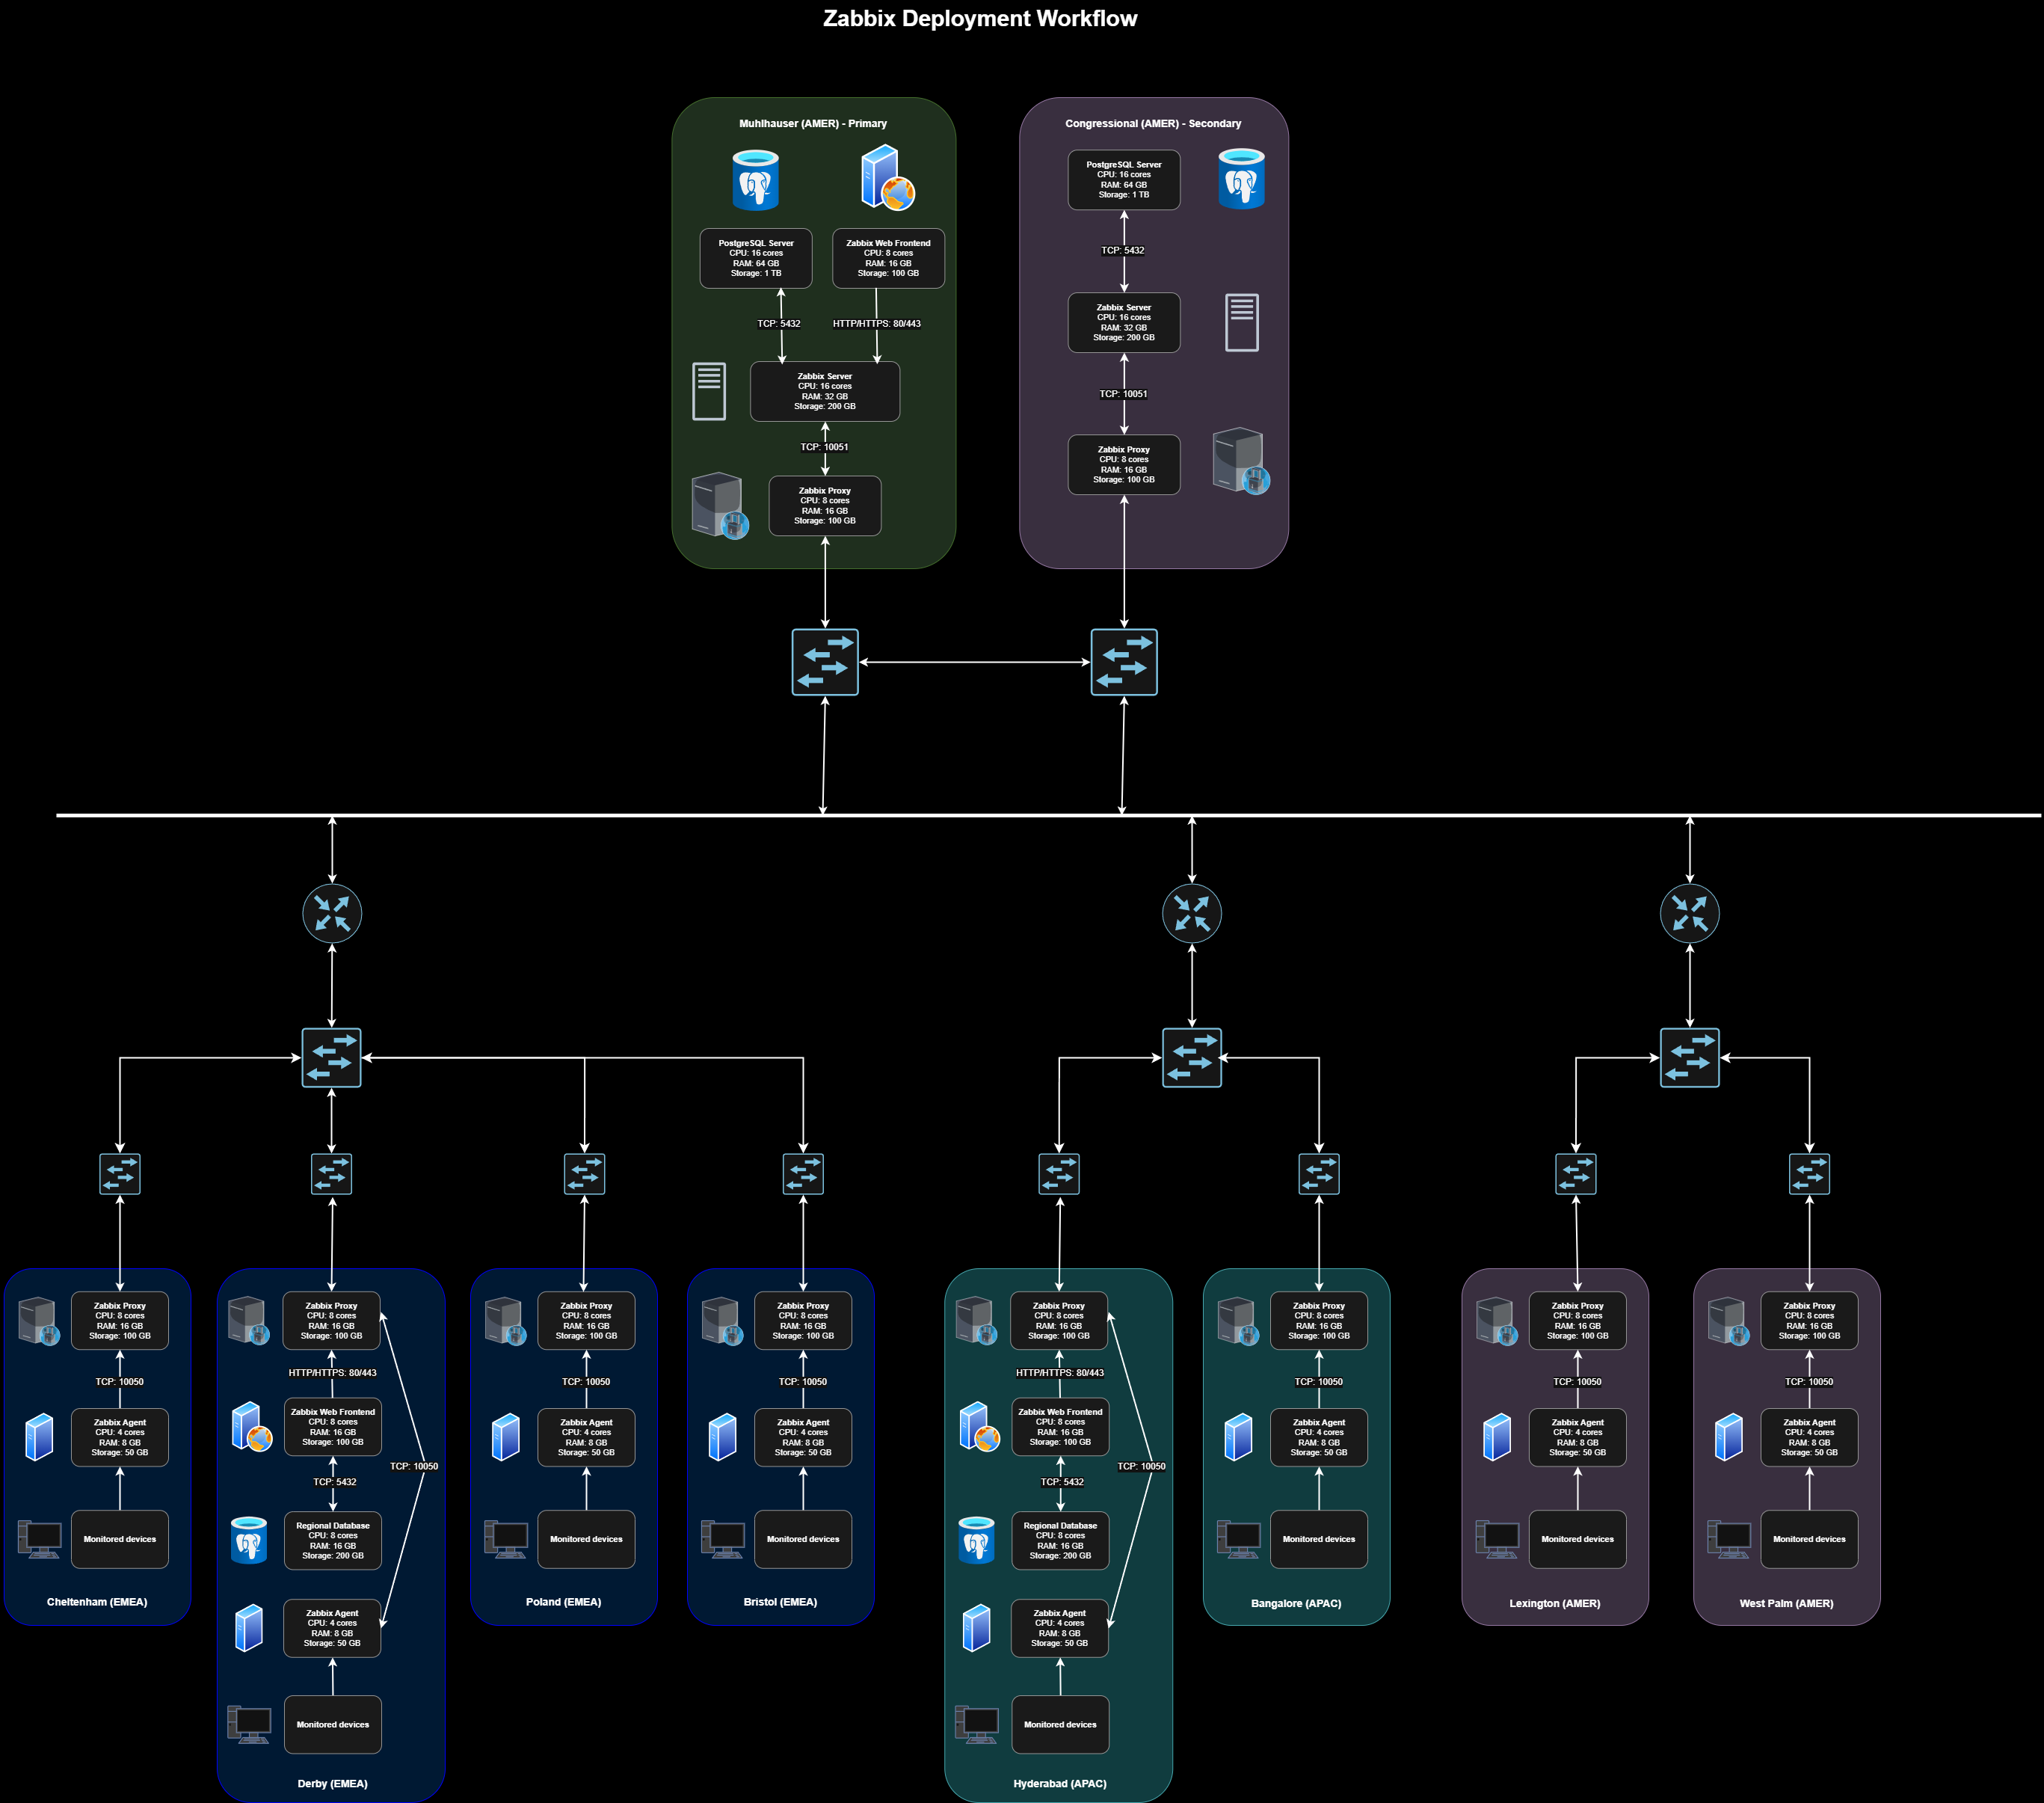 Zabbix Deployment Workflow
Muhlhauser (AMER) - Primary
PostgreSQL Server
CPU: 16 cores
RAM: 64 GB
Storage: 1 TB
Zabbix Web Frontend
CPU: 8 cores
RAM: 16 GB
Storage: 100 GB
TCP: 5432
HTTP/HTTPS: 80/443
Zabbix Server
CPU: 16 cores
RAM: 32 GB
Storage: 200 GB
TCP: 10051
Zabbix Proxy
CPU: 8 cores
RAM: 16 GB
Storage: 100 GB
Congressional (AMER) - Secondary
PostgreSQL Server
CPU: 16 cores
RAM: 64 GB
Storage: 1 TB
TCP: 5432
Zabbix Server
CPU: 16 cores
RAM: 32 GB
Storage: 200 GB
TCP: 10051
Zabbix Proxy
CPU: 8 cores
RAM: 16 GB
Storage: 100 GB
Zabbix Proxy
CPU: 8 cores
RAM: 16 GB
Storage: 100 GB
TCP: 10050
Zabbix Agent
CPU: 4 cores
RAM: 8 GB
Storage: 50 GB
Monitored devices
Cheltenham (EMEA)
Zabbix Proxy
CPU: 8 cores
RAM: 16 GB
Storage: 100 GB
HTTP/HTTPS: 80/443
Zabbix Web Frontend
CPU: 8 cores
RAM: 16 GB
Storage: 100 GB
TCP: 10050
TCP: 5432
Regional Database
CPU: 8 cores
RAM: 16 GB
Storage: 200 GB
Zabbix Agent
CPU: 4 cores
RAM: 8 GB
Storage: 50 GB
Monitored devices
Derby (EMEA)
Zabbix Proxy
CPU: 8 cores
RAM: 16 GB
Storage: 100 GB
TCP: 10050
Zabbix Agent
CPU: 4 cores
RAM: 8 GB
Storage: 50 GB
Monitored devices
Poland (EMEA)
Zabbix Proxy
CPU: 8 cores
RAM: 16 GB
Storage: 100 GB
TCP: 10050
Zabbix Agent
CPU: 4 cores
RAM: 8 GB
Storage: 50 GB
Monitored devices
Bristol (EMEA)
Zabbix Proxy
CPU: 8 cores
RAM: 16 GB
Storage: 100 GB
HTTP/HTTPS: 80/443
Zabbix Web Frontend
CPU: 8 cores
RAM: 16 GB
Storage: 100 GB
TCP: 10050
TCP: 5432
Regional Database
CPU: 8 cores
RAM: 16 GB
Storage: 200 GB
Zabbix Agent
CPU: 4 cores
RAM: 8 GB
Storage: 50 GB
Monitored devices
Hyderabad (APAC)
Zabbix Proxy
CPU: 8 cores
RAM: 16 GB
Storage: 100 GB
TCP: 10050
Zabbix Agent
CPU: 4 cores
RAM: 8 GB
Storage: 50 GB
Monitored devices
Bangalore (APAC)
Zabbix Proxy
CPU: 8 cores
RAM: 16 GB
Storage: 100 GB
TCP: 10050
Zabbix Agent
CPU: 4 cores
RAM: 8 GB
Storage: 50 GB
Monitored devices
Lexington (AMER)
Zabbix Proxy
CPU: 8 cores
RAM: 16 GB
Storage: 100 GB
TCP: 10050
Zabbix Agent
CPU: 4 cores
RAM: 8 GB
Storage: 50 GB
Monitored devices
West Palm (AMER)